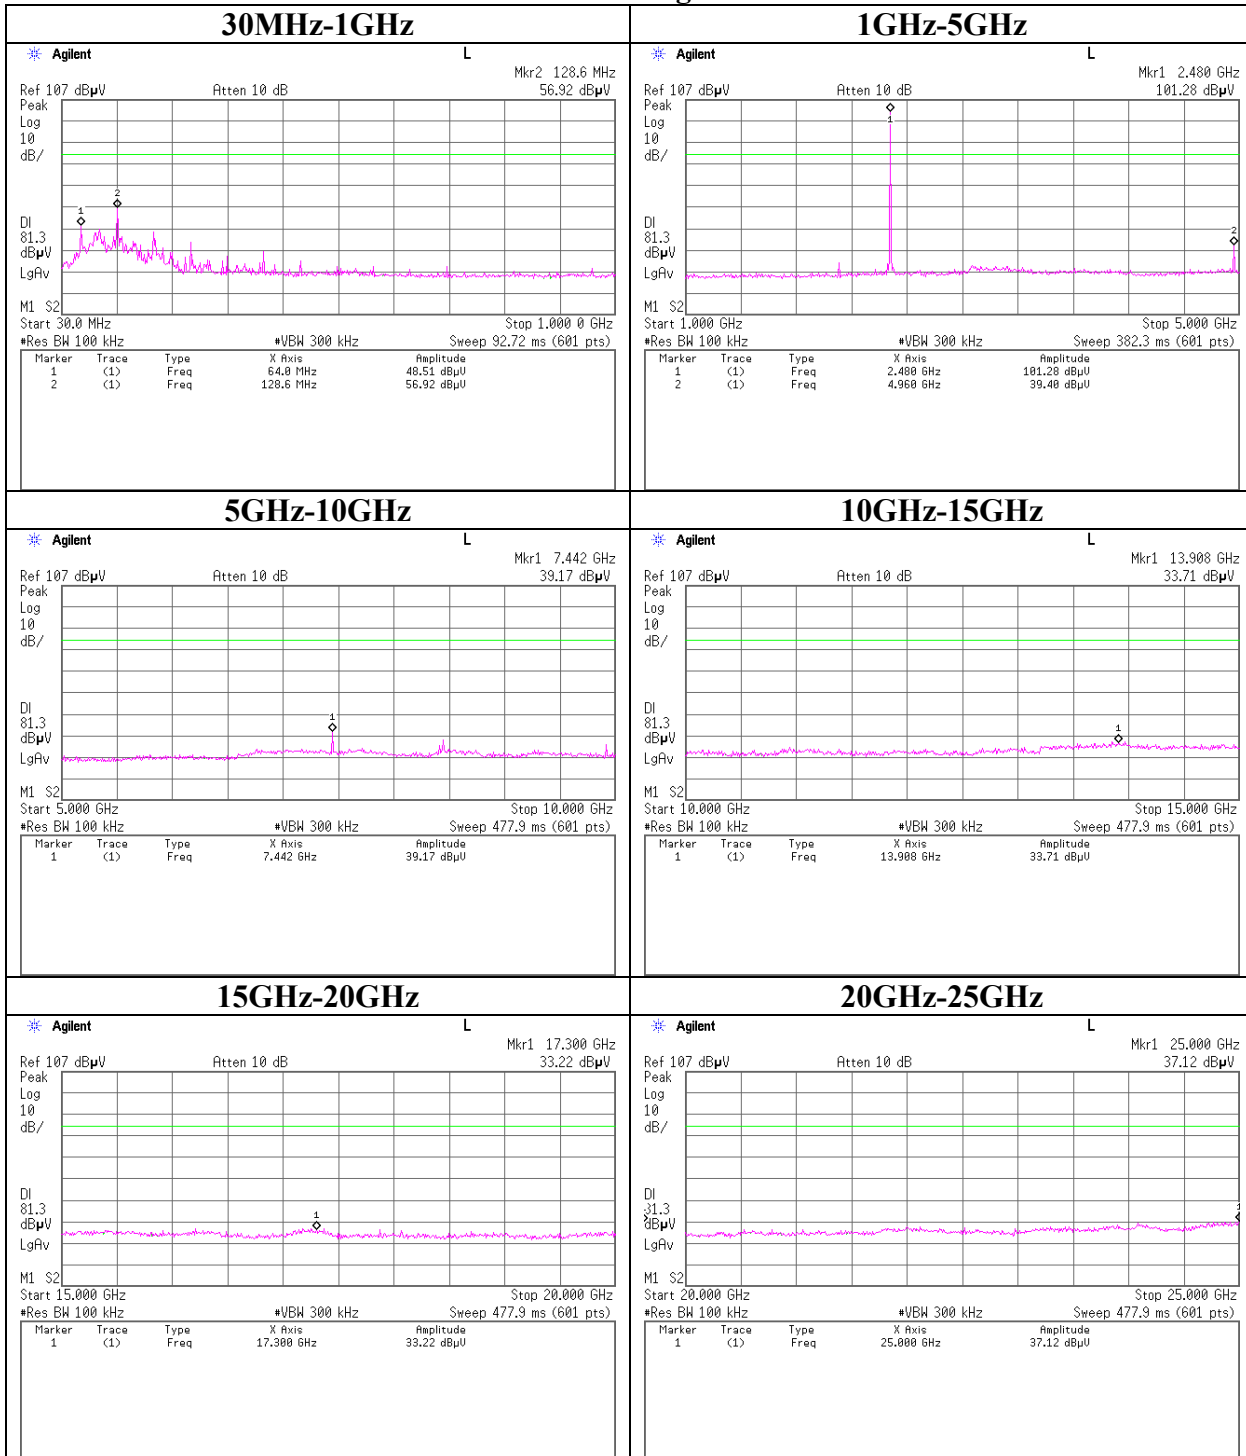 30MHz-1GHz
Agilent L
Mkr2 128.6 MHz
Ref 107 dBµV Atten 10 dB 56.92 dBµV
Peak
Log
10
dB/
2
1
DI
81.3
dBµV
LgAv
M1 S2
Start 30.0 MHz Stop 1.000 0 GHz
#Res BW 100 kHz #VBW 300 kHz Sweep 92.72 ms (601 pts)
Marker Trace Type X Axis Amplitude
1 (1) Freq 64.0 MHz 48.51 dBµV
2 (1) Freq 128.6 MHz 56.92 dBµV
1GHz-5GHz
Agilent L
Mkr1 2.480 GHz
Ref 107 dBµV Atten 10 dB 101.28 dBµV
Peak
Log
10
dB/
1
2
DI
81.3
dBµV
LgAv
M1 S2
Start 1.000 GHz Stop 5.000 GHz
#Res BW 100 kHz #VBW 300 kHz Sweep 382.3 ms (601 pts)
Marker Trace Type X Axis Amplitude
1 (1) Freq 2.480 GHz 101.28 dBµV
2 (1) Freq 4.960 GHz 39.40 dBµV
5GHz-10GHz
Agilent L
Mkr1 7.442 GHz
Ref 107 dBµV Atten 10 dB 39.17 dBµV
Peak
Log
10
dB/
1
DI
81.3
dBµV
LgAv
M1 S2
Start 5.000 GHz Stop 10.000 GHz
#Res BW 100 kHz #VBW 300 kHz Sweep 477.9 ms (601 pts)
Marker Trace Type X Axis Amplitude
1 (1) Freq 7.442 GHz 39.17 dBµV
10GHz-15GHz
Agilent L
Mkr1 13.908 GHz
Ref 107 dBµV Atten 10 dB 33.71 dBµV
Peak
Log
10
dB/
1
DI
81.3
dBµV
LgAv
M1 S2
Start 10.000 GHz Stop 15.000 GHz
#Res BW 100 kHz #VBW 300 kHz Sweep 477.9 ms (601 pts)
Marker Trace Type X Axis Amplitude
1 (1) Freq 13.908 GHz 33.71 dBµV
15GHz-20GHz
Agilent L
Mkr1 17.300 GHz
Ref 107 dBµV Atten 10 dB 33.22 dBµV
Peak
Log
10
dB/
1
DI
81.3
dBµV
LgAv
M1 S2
Start 15.000 GHz Stop 20.000 GHz
#Res BW 100 kHz #VBW 300 kHz Sweep 477.9 ms (601 pts)
Marker Trace Type X Axis Amplitude
1 (1) Freq 17.300 GHz 33.22 dBµV
20GHz-25GHz
Agilent L
Mkr1 25.000 GHz
Ref 107 dBµV Atten 10 dB 37.12 dBµV
Peak
Log
10
dB/
1
DI
dBµV
LgAv
M1 S2
Start 20.000 GHz Stop 25.000 GHz
#Res BW 100 kHz #VBW 300 kHz Sweep 477.9 ms (601 pts)
Marker Trace Type X Axis Amplitude
1 (1) Freq 25.000 GHz 37.12 dBµV